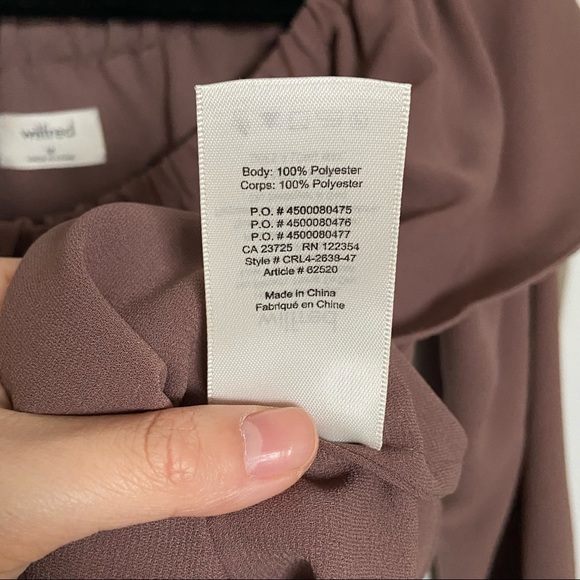 wilfred
Body: 100% Polyester
Corps: 100% Polyester
P.O. # 4500080475
P.O. # 4500080476
P.O. # 4500080477
CA 23725 RN 122354
Style # CRL4-2638-47
Article # 62520
Made in China
Fabriqué en Chine